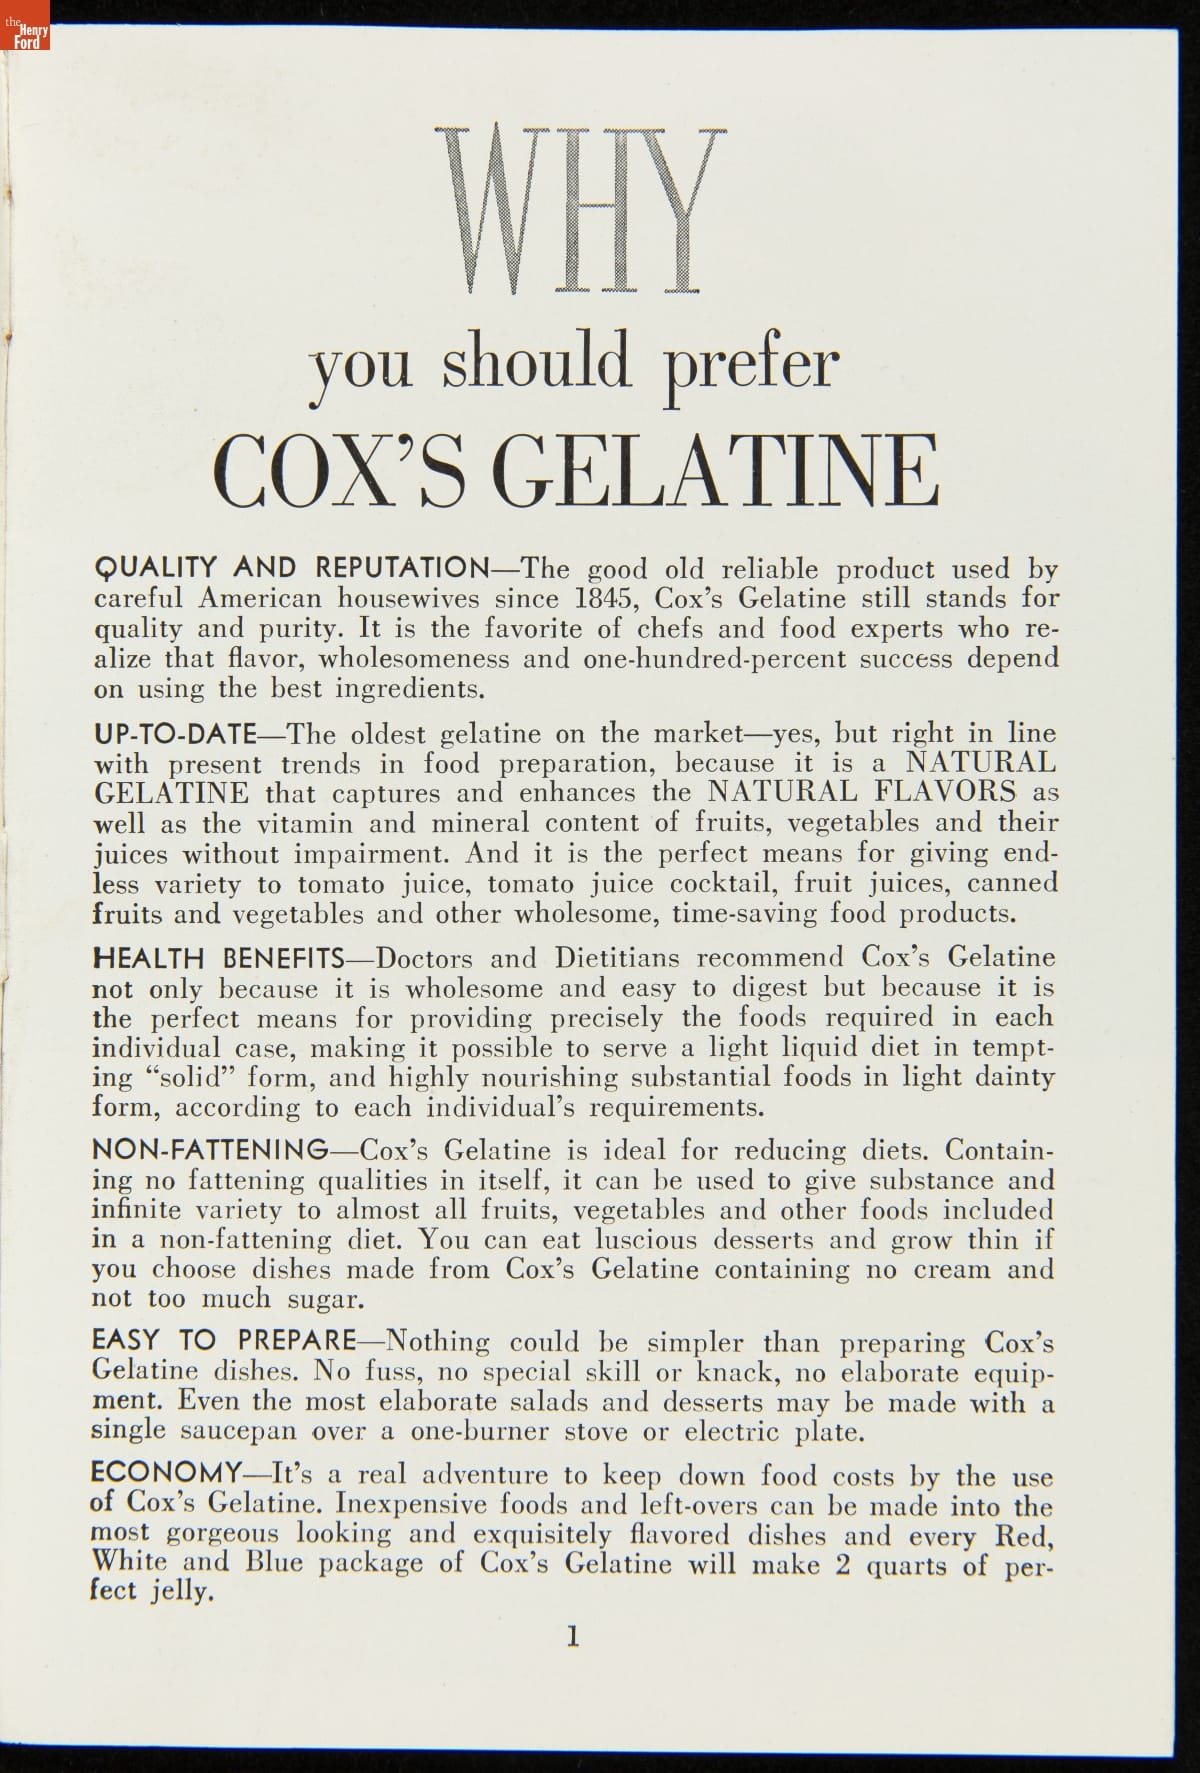 the
Henry
Ford
WHY
you should prefer
COX'S GELATINE
QUALITY AND REPUTATION—The good old reliable product used by
careful American housewives since 1845, Cox's Gelatine still stands for
quality and purity. It is the favorite of chefs and food experts who re-
alize that flavor, wholesomeness and one-hundred-percent success depend
on using the best ingredients.
UP-TO-DATE—The oldest gelatine on the market—yes, but right in line
with present trends in food preparation, because it is a NATURAL
GELATINE that captures and enhances the NATURAL FLAVORS as
well as the vitamin and mineral content of fruits, vegetables and their
juices without impairment. And it is the perfect means for giving end-
less variety to tomato juice, tomato juice cocktail, fruit juices, canned
fruits and vegetables and other wholesome, time-saving food products.
HEALTH BENEFITS—Doctors and Dietitians recommend Cox's Gelatine
not only because it is wholesome and easy to digest but because it is
the perfect means for providing precisely the foods required in each
individual case, making it possible to serve a light liquid diet in tempt-
ing “solid” form, and highly nourishing substantial foods in light dainty
form, according to each individual's requirements.
NON-FATTENING—Cox's Gelatine is ideal for reducing diets. Contain-
ing no fattening qualities in itself, it can be used to give substance and
infinite variety to almost all fruits, vegetables and other foods included
in a non-fattening diet. You can eat luscious desserts and grow thin if
you choose dishes made from Cox's Gelatine containing no cream and
not too much sugar.
EASY TO PREPARE—Nothing could be simpler than preparing Cox's
Gelatine dishes. No fuss, no special skill or knack, no elaborate equip-
ment. Even the most elaborate salads and desserts may be made with a
single saucepan over a one-burner stove or electric plate.
ECONOMY—It's a real adventure to keep down food costs by the use
of Cox's Gelatine. Inexpensive foods and left-overs can be made into the
most gorgeous looking and exquisitely flavored dishes and every Red,
White and Blue package of Cox's Gelatine will make 2 quarts of per-
fect jelly.
1